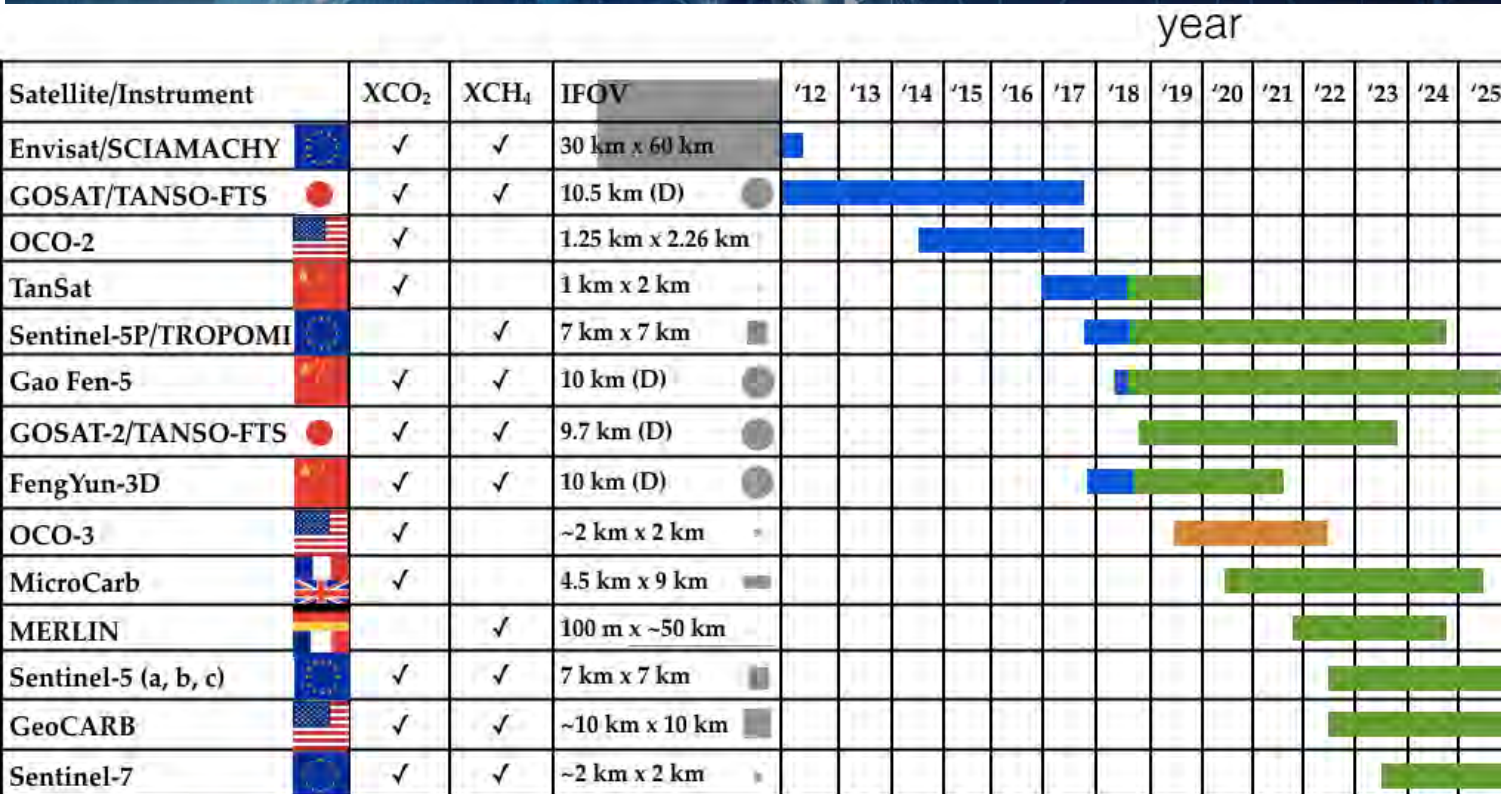 year
Satellite/Instrument XCO₂ XCH₄ IFOV '12 '13 '14 '15 '16 '17 '18 '19 '20 '21 '22 '23 '24 '25
Envisat/SCIAMACHY ✓ ✓ 30 km x 60 km
GOSAT/TANSO-FTS ✓ ✓ 10.5 km (D)
OCO-2 ✓ 1.25 km x 2.26 km
TanSat ✓ 1 km x 2 km
Sentinel-5P/TROPOMI ✓ 7 km x 7 km
Gao Fen-5 ✓ ✓ 10 km (D)
GOSAT-2/TANSO-FTS ✓ ✓ 9.7 km (D)
FengYun-3D ✓ ✓ 10 km (D)
OCO-3 ✓ ~2 km x 2 km
MicroCarb ✓ 4.5 km x 9 km
MERLIN ✓ 100 m x ~50 km
Sentinel-5 (a, b, c) ✓ ✓ 7 km x 7 km
GeoCARB ✓ ✓ ~10 km x 10 km
Sentinel-7 ✓ ✓ ~2 km x 2 km